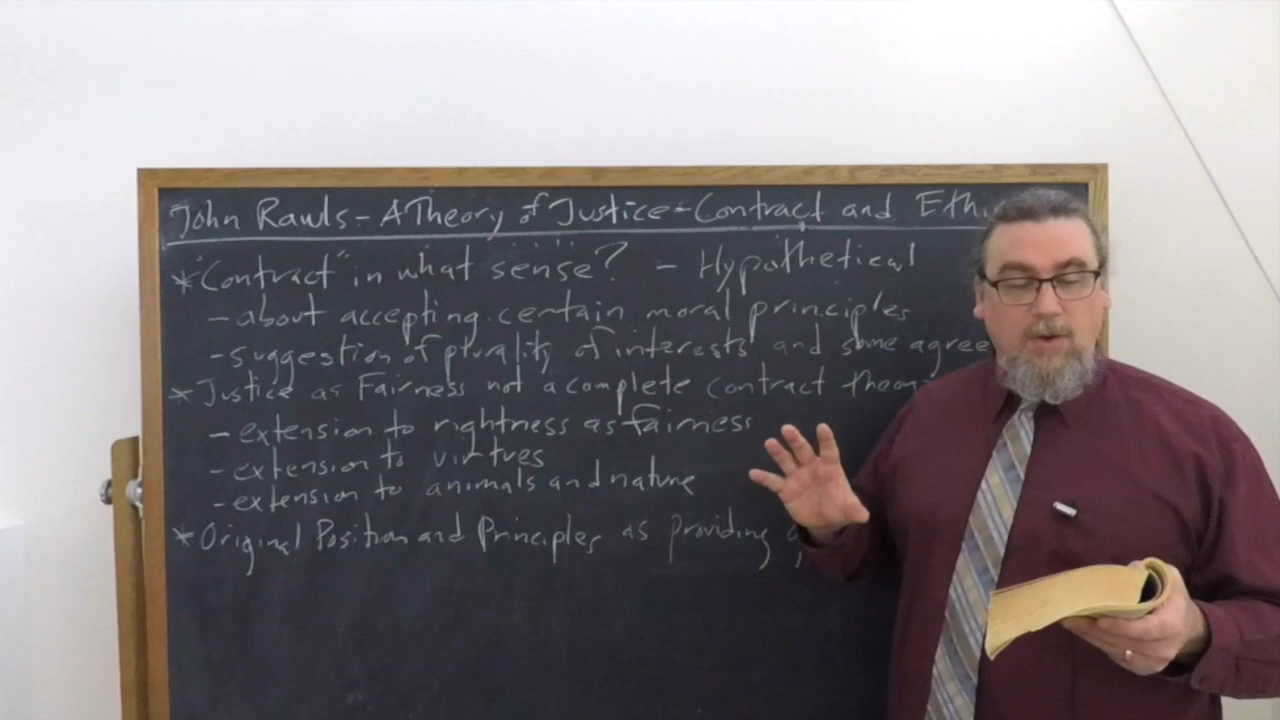 John Rawls - A Theory of Justice - Contract and Ethi
* "Contract" in what sense? - Hypothetical
- about accepting certain moral principles
- suggestion of plurality of interests and some agree
* Justice as Fairness not a complete contract theory
- extension to rightness as fairness
- extension to virtues
- extension to animals and nature
* Original Position and Principles as providing